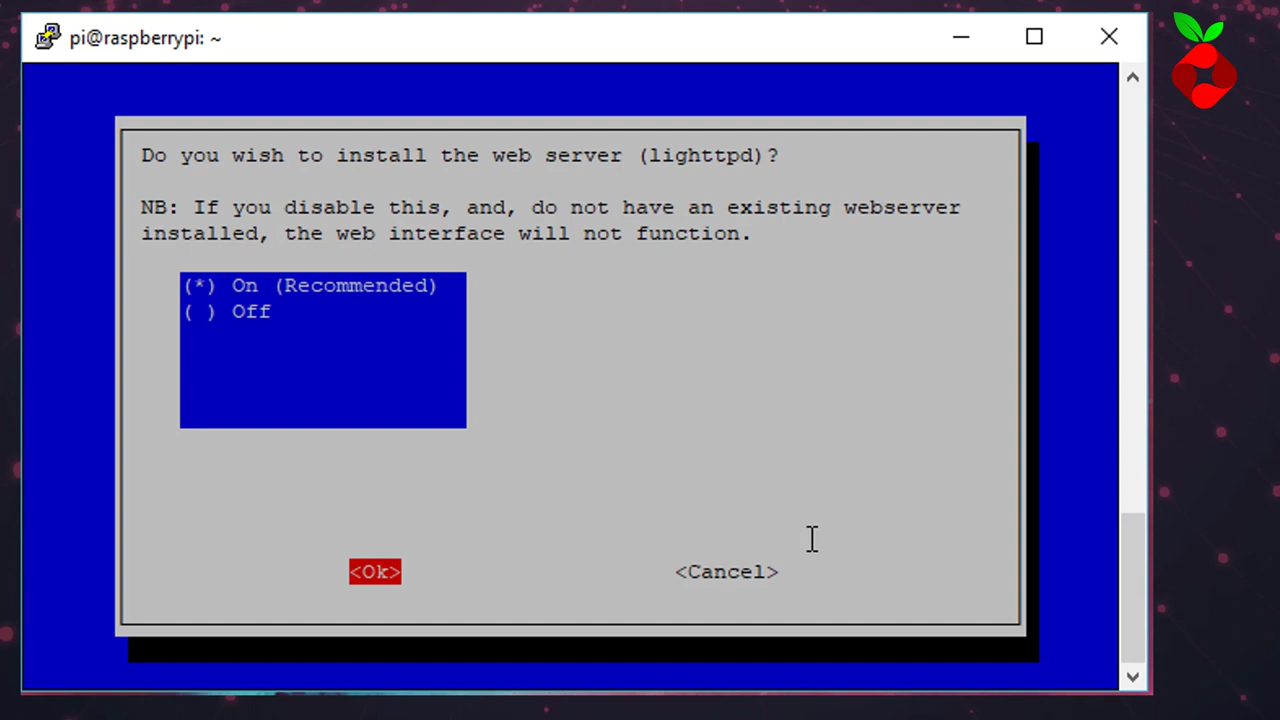 pi@raspberrypi: ~
Do you wish to install the web server (lighttpd)?
NB: If you disable this, and, do not have an existing webserver
installed, the web interface will not function.
(*) On (Recommended)
( ) Off
<Ok> <Cancel>